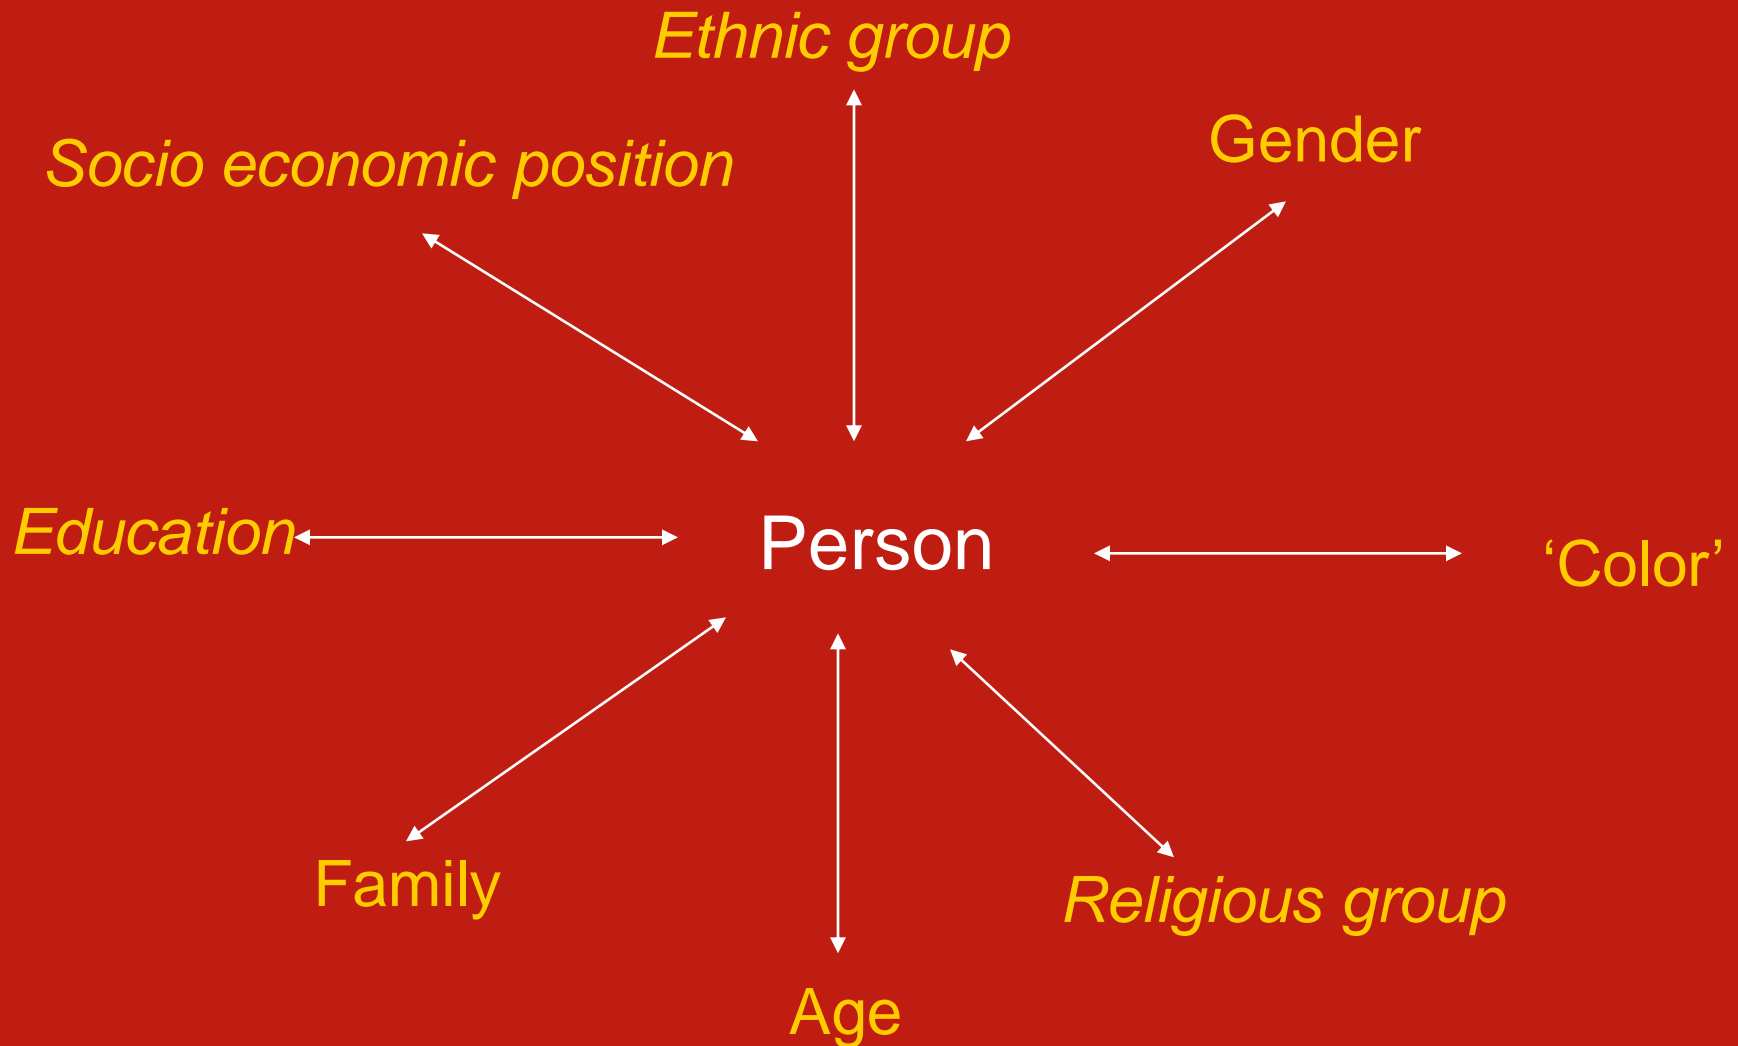 Ethnic group
Gender
Socio economic position
Education
Person
‘Color’
Family
Religious group
Age